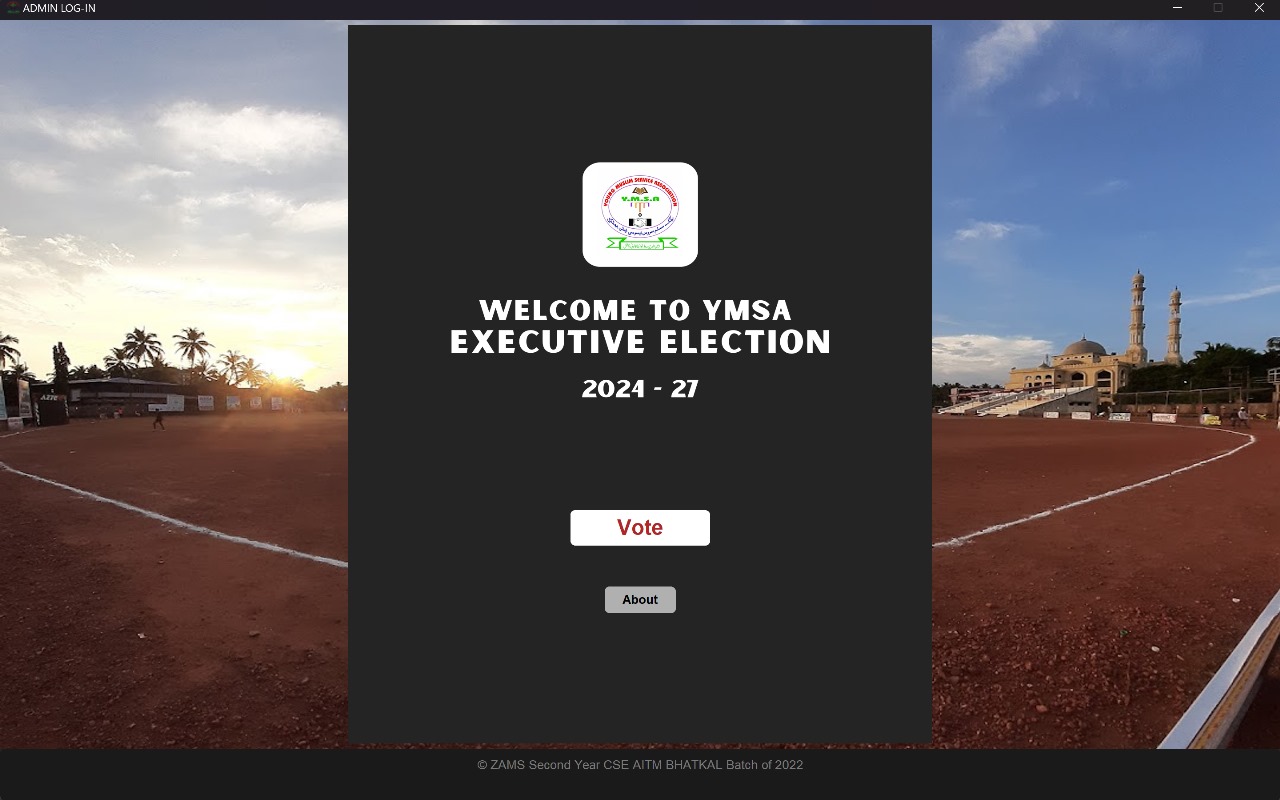 ADMIN LOG-IN
YOUNG MUSLIM SERVICE ASSOCIATION
Y.M.S.A
WELCOME TO YMSA
EXECUTIVE ELECTION
2024 - 27
Vote
About
© ZAMS Second Year CSE AITM BHATKAL Batch of 2022